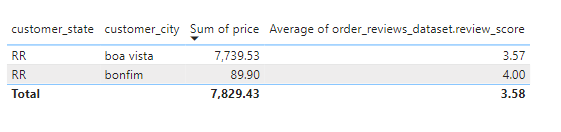 customer_state customer_city Sum of price Average of order_reviews_dataset.review_score
RR boa vista 7,739.53 3.57
RR bonfim 89.90 4.00
Total 7,829.43 3.58